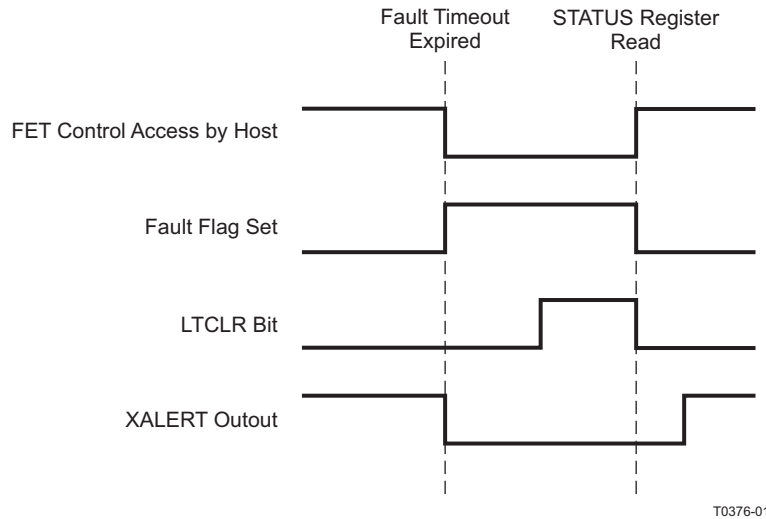 Fault Timeout
Expired
STATUS Register
Read
FET Control Access by Host
Fault Flag Set
LTCLR Bit
XALERT Outout
T0376-01